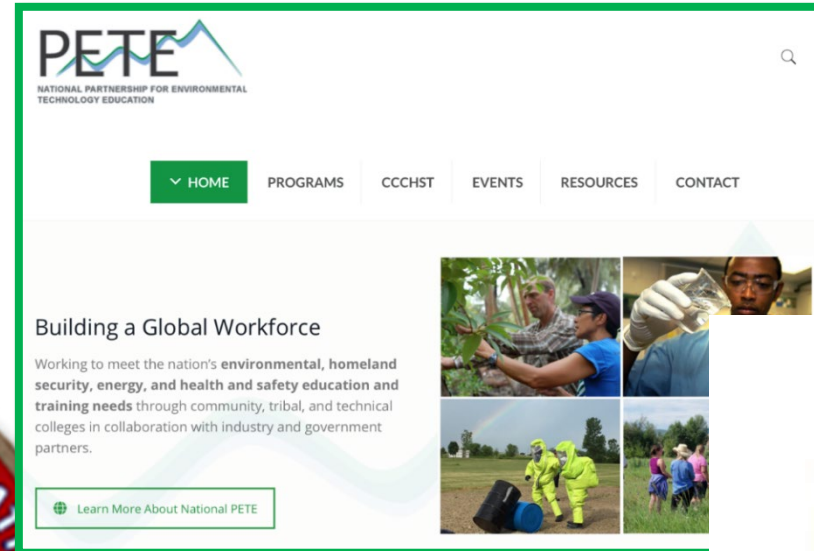 PETE
NATIONAL PARTNERSHIP FOR ENVIRONMENTAL
TECHNOLOGY EDUCATION
HOME PROGRAMS CCCHST EVENTS RESOURCES CONTACT
Building a Global Workforce
Working to meet the nation's environmental, homeland
security, energy, and health and safety education and
training needs through community, tribal, and technical
colleges in collaboration with industry and government
partners.
Learn More About National PETE